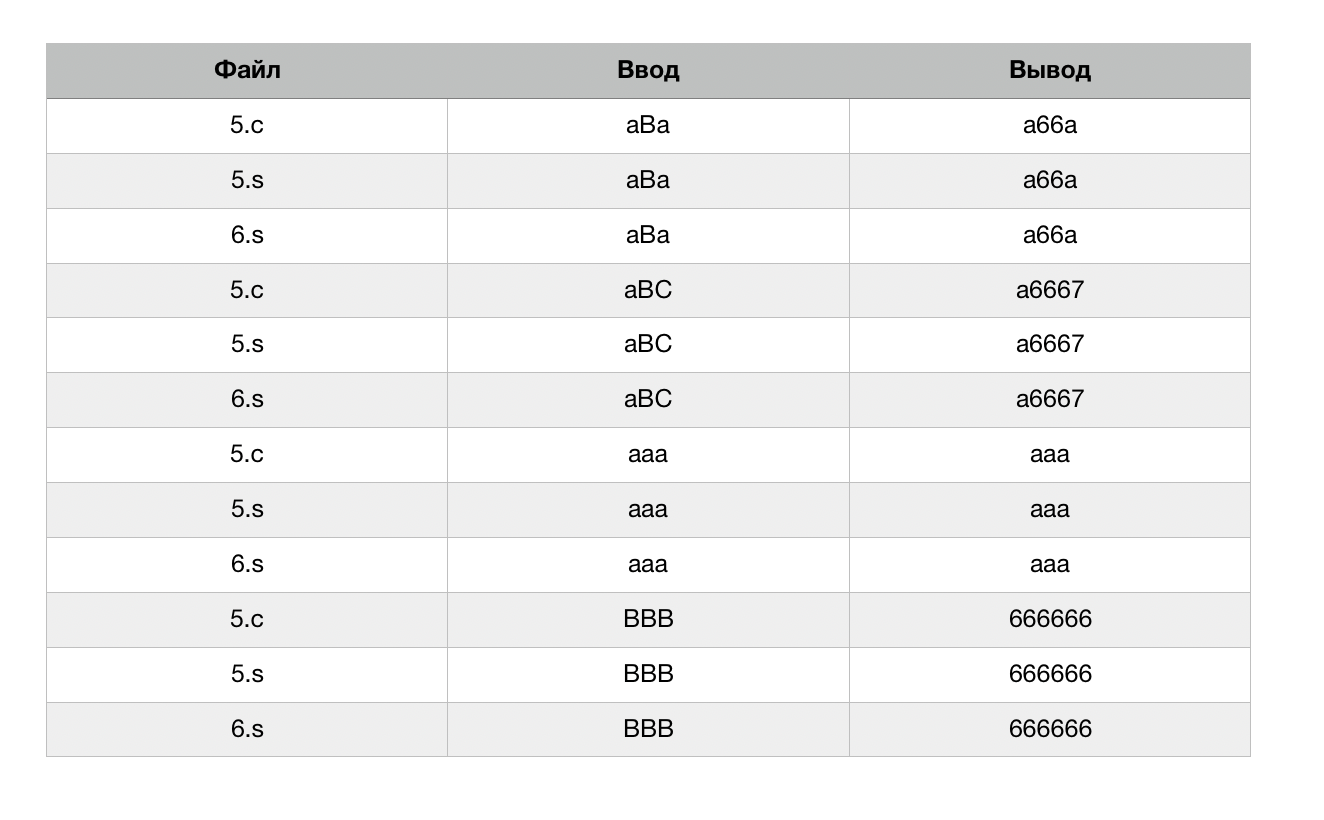 Файл Ввод Вывод
5.c aBa a66a
5.s aBa a66a
6.s aBa a66a
5.c aBC a6667
5.s aBC a6667
6.s aBC a6667
5.c aaa aaa
5.s aaa aaa
6.s aaa aaa
5.c BBB 666666
5.s BBB 666666
6.s BBB 666666